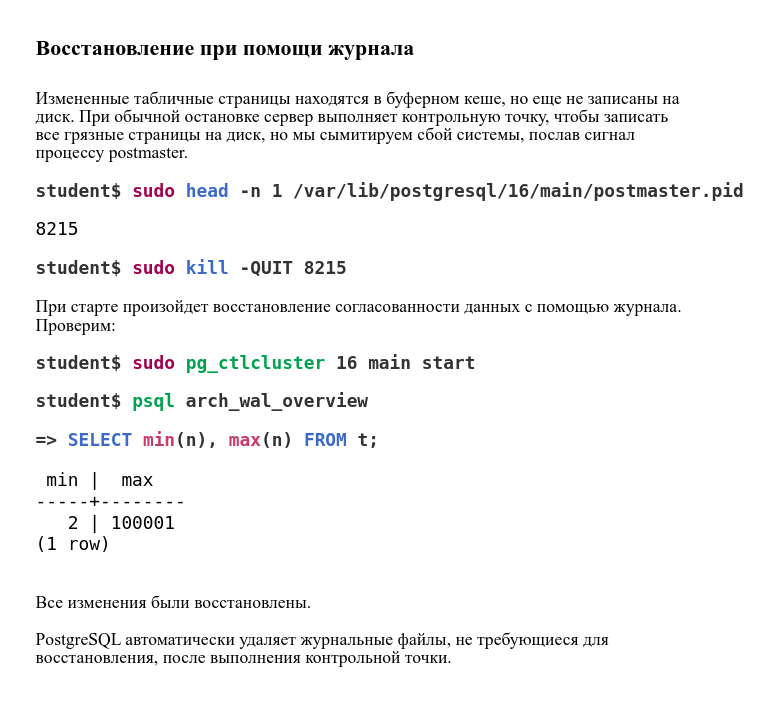 Восстановление при помощи журнала
Измененные табличные страницы находятся в буферном кеше, но еще не записаны на
диск. При обычной остановке сервер выполняет контрольную точку, чтобы записать
все грязные страницы на диск, но мы сымитируем сбой системы, послав сигнал
процессу postmaster.
student$ sudo head -n 1 /var/lib/postgresql/16/main/postmaster.pid
8215
student$ sudo kill -QUIT 8215
При старте произойдет восстановление согласованности данных с помощью журнала.
Проверим:
student$ sudo pg_ctlcluster 16 main start
student$ psql arch_wal_overview
=> SELECT min(n), max(n) FROM t;
 min |  max
-----+--------
   2 | 100001
(1 row)
Все изменения были восстановлены.
PostgreSQL автоматически удаляет журнальные файлы, не требующиеся для
восстановления, после выполнения контрольной точки.